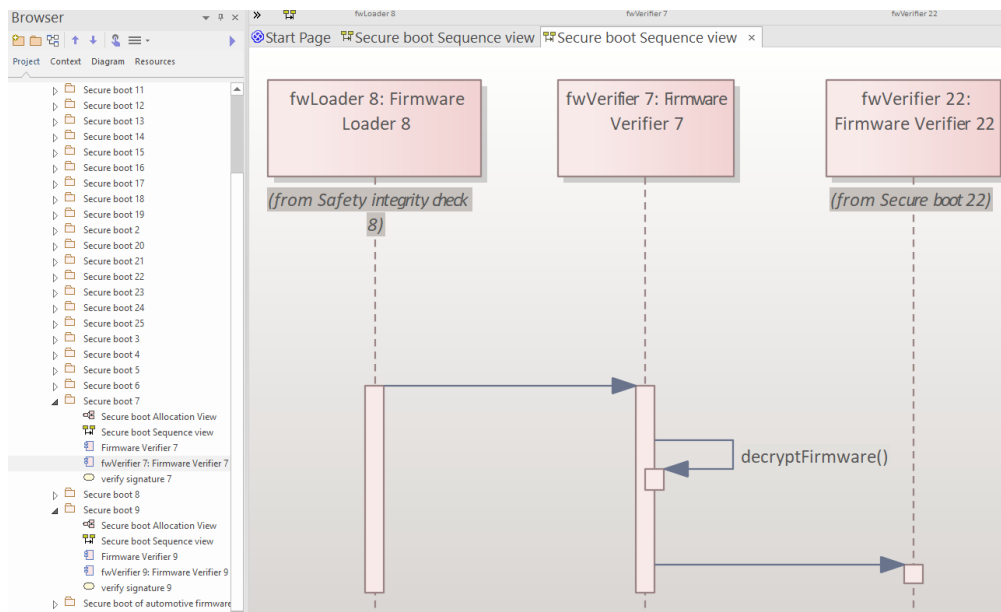 Browser
fwLoader 8
fwVerifier 7
fwVerifier 22
Start Page
Secure boot Sequence view
Secure boot Sequence view
Project Context Diagram Resources
Secure boot 11
Secure boot 12
Secure boot 13
Secure boot 14
Secure boot 15
Secure boot 16
Secure boot 17
Secure boot 18
Secure boot 19
Secure boot 2
Secure boot 20
Secure boot 21
Secure boot 22
Secure boot 23
Secure boot 24
Secure boot 25
Secure boot 3
Secure boot 4
Secure boot 5
Secure boot 6
Secure boot 7
Secure boot Allocation View
Secure boot Sequence view
Firmware Verifier 7
fwVerifier 7: Firmware Verifier 7
verify signature 7
Secure boot 8
Secure boot 9
Secure boot Allocation View
Secure boot Sequence view
Firmware Verifier 9
fwVerifier 9: Firmware Verifier 9
verify signature 9
Secure boot of automotive firmware
fwLoader 8: Firmware
Loader 8
(from Safety integrity check
8)
fwVerifier 7: Firmware
Verifier 7
fwVerifier 22:
Firmware Verifier 22
(from Secure boot 22)
decryptFirmware()